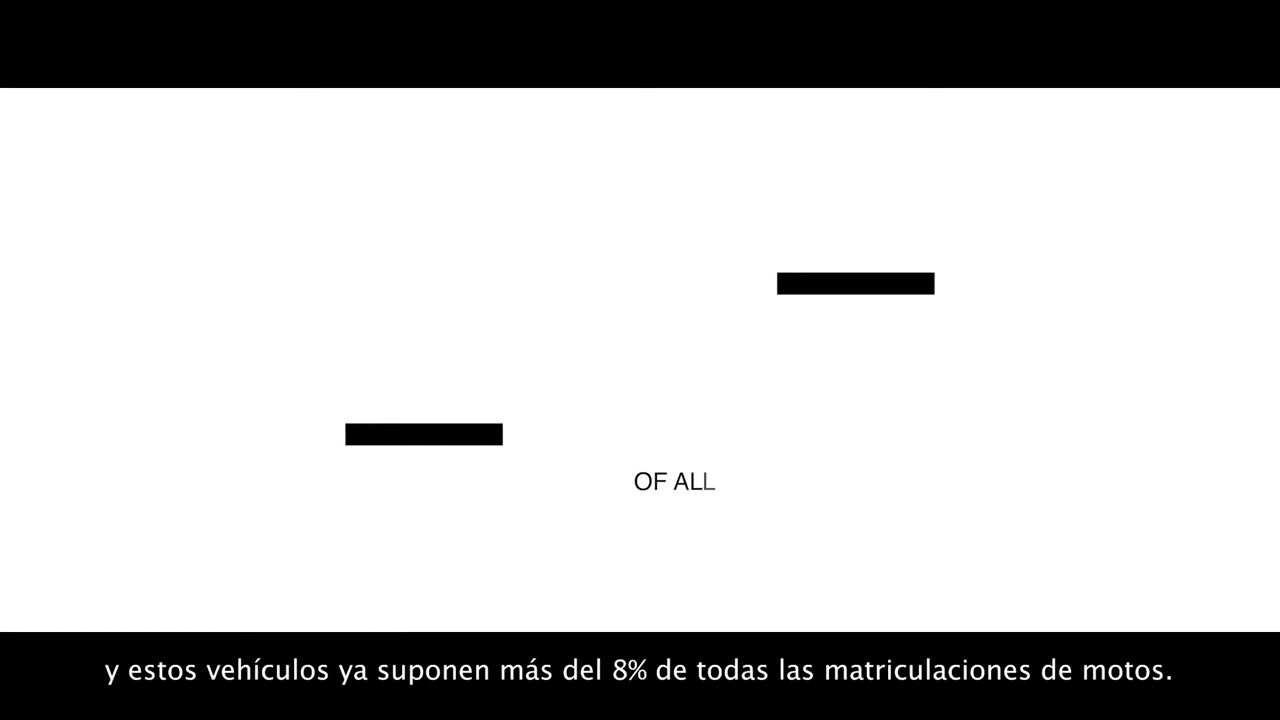 OF ALL
y estos vehículos ya suponen más del 8% de todas las matriculaciones de motos.